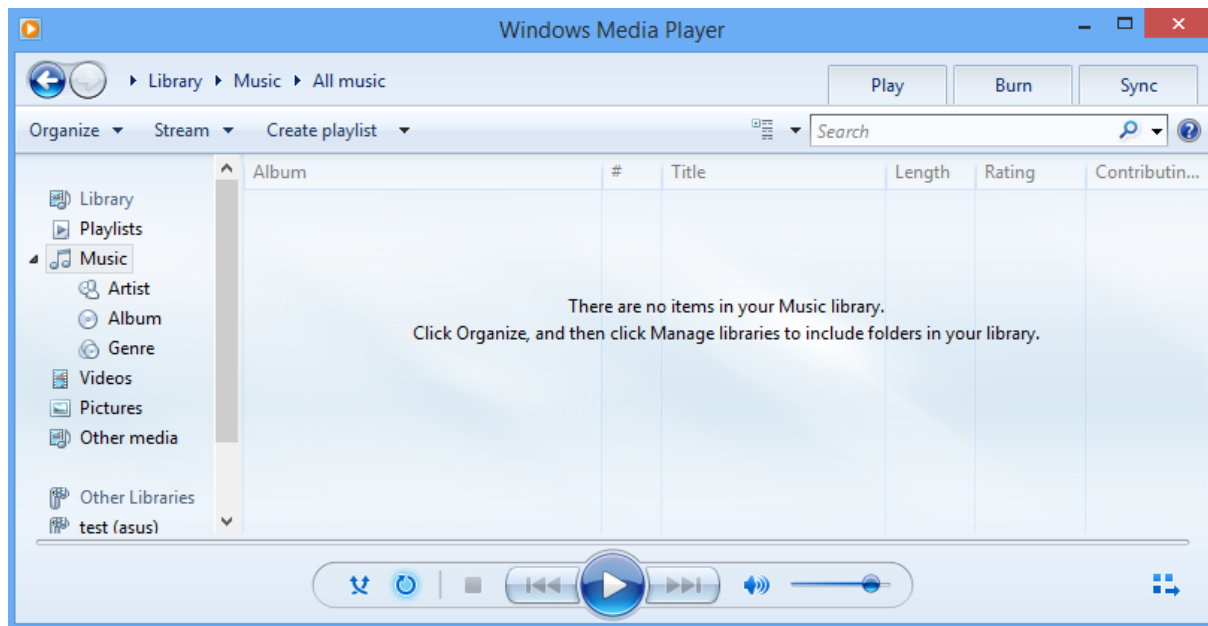 Windows Media Player
Library Music All music
Play Burn Sync
Organize Stream Create playlist Search
Album # Title Length Rating Contributin...
Library
Playlists
Music
Artist
Album
Genre
Videos
Pictures
Other media
Other Libraries
test (asus)
There are no items in your Music library.
Click Organize, and then click Manage libraries to include folders in your library.